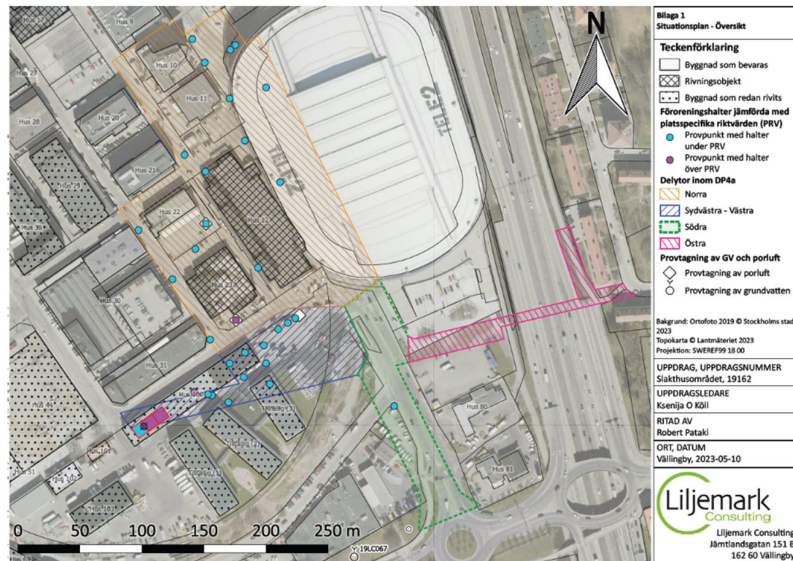 Bilaga 1
Situationsplan - Översikt
Teckenförklaring
Byggnad som bevaras
Rivningsobjekt
Byggnad som redan rivits
Föroreningshalter jämförda med
platsspecifika riktvärden (PRV)
Provpunkt med halter
under PRV
Provpunkt med halter
över PRV
Delytor inom DP4a
Norra
Sydvästra - Västra
Södra
Östra
Provtagning av GV och porluft
Provtagning av porluft
Provtagning av grundvatten
Bakgrund: Ortofoto 2019 © Stockholms stad
2023
Topokarta © Lantmäteriet 2023
Projektion: SWEREF99 18 00
UPPDRAG, UPPDRAGSNUMMER
Slakthusområdet, 19162
UPPDRAGSLEDARE
Ksenija O Köll
RITAD AV
Robert Pataki
ORT, DATUM
Vällingby, 2023-05-10
Liljemark
Consulting
Liljemark Consulting
Jämtlandsgatan 151 B
162 60 Vällingby
N
Hus 9
Hus 10
Hus 11
Hus 27
Hus 28
Hus 20
Hus 21
Hus 22
Hus 30
Hus 31
Hus 80
Hus 81
TELE2
TELE2
19LC067
0 50 100 150 200 250 m